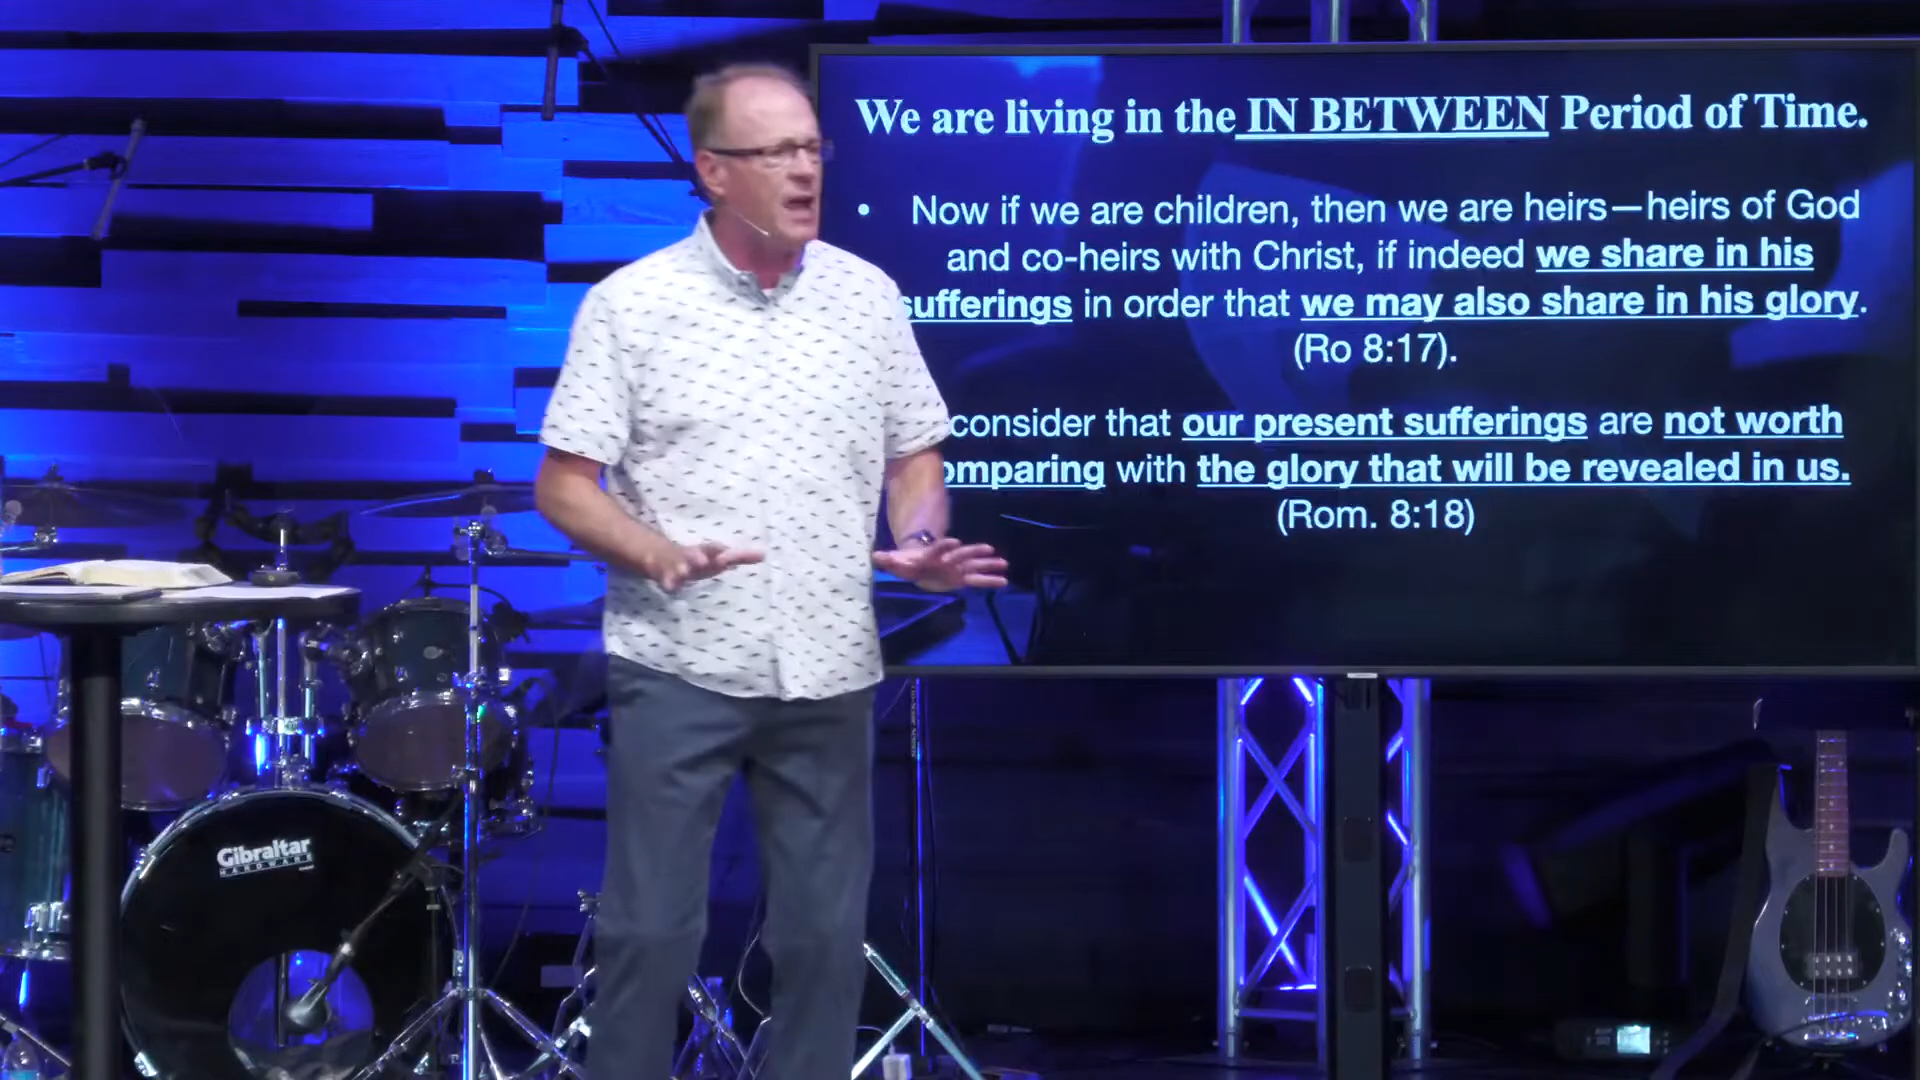 We are living in the IN BETWEEN Period of Time.
• Now if we are children, then we are heirs—heirs of God
and co-heirs with Christ, if indeed we share in his
sufferings in order that we may also share in his glory.
(Ro 8:17).
consider that our present sufferings are not worth
omparing with the glory that will be revealed in us.
(Rom. 8:18)
Gibraltar
HARDWARE